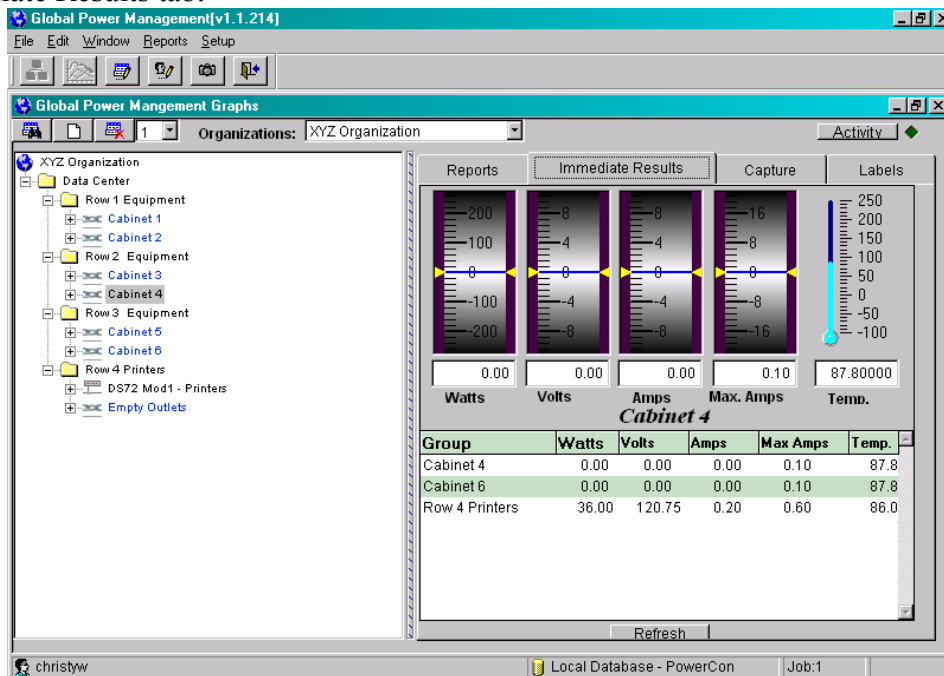 ate Results tab.
Global Power Management[v1.1.214]
File Edit Window Reports Setup
Global Power Mangement Graphs
1 Organizations: XYZ Organization Activity
XYZ Organization
Data Center
Row 1 Equipment
Cabinet 1
Cabinet 2
Row 2 Equipment
Cabinet 3
Cabinet 4
Row 3 Equipment
Cabinet 5
Cabinet 6
Row 4 Printers
DS72 Mod1 - Printers
Empty Outlets
Reports Immediate Results Capture Labels
200 8 8 16 250
200
100 4 4 8 150
100
0 0 0 0 50
0
-100 -4 -4 -8 -50
-200 -8 -8 -16 -100
0.00 0.00 0.00 0.10 87.80000
Watts Volts Amps Max. Amps Temp.
Cabinet 4
Group Watts Volts Amps Max Amps Temp.
Cabinet 4 0.00 0.00 0.00 0.10 87.8
Cabinet 6 0.00 0.00 0.00 0.10 87.8
Row 4 Printers 36.00 120.75 0.20 0.60 86.0
Refresh
christyw Local Database - PowerCon Job:1